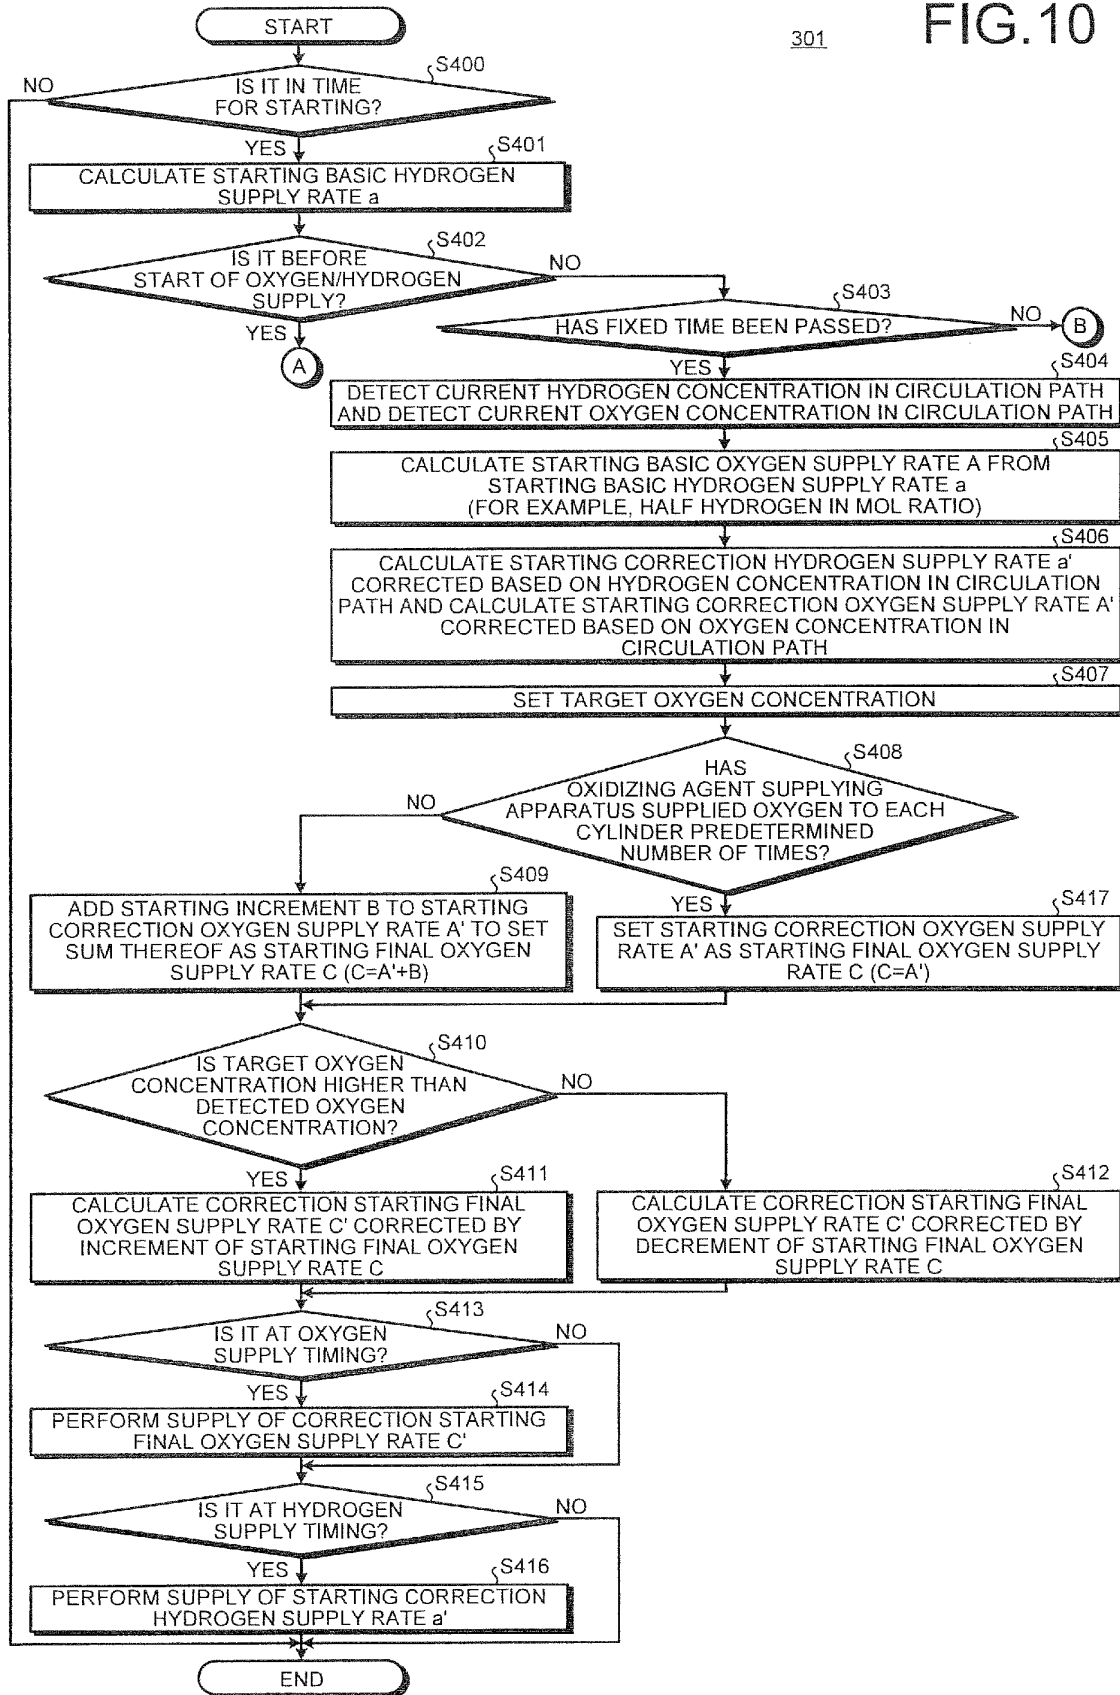 FIG.10
301
START
S400
NO
IS IT IN TIME
FOR STARTING?
YES
S401
CALCULATE STARTING BASIC HYDROGEN
SUPPLY RATE a
S402
IS IT BEFORE
START OF OXYGEN/HYDROGEN
SUPPLY?
NO
YES
A
S403
HAS FIXED TIME BEEN PASSED?
NO
B
YES
S404
DETECT CURRENT HYDROGEN CONCENTRATION IN CIRCULATION PATH
AND DETECT CURRENT OXYGEN CONCENTRATION IN CIRCULATION PATH
S405
CALCULATE STARTING BASIC OXYGEN SUPPLY RATE A FROM
STARTING BASIC HYDROGEN SUPPLY RATE a
(FOR EXAMPLE, HALF HYDROGEN IN MOL RATIO)
S406
CALCULATE STARTING CORRECTION HYDROGEN SUPPLY RATE a'
CORRECTED BASED ON HYDROGEN CONCENTRATION IN CIRCULATION
PATH AND CALCULATE STARTING CORRECTION OXYGEN SUPPLY RATE A'
CORRECTED BASED ON OXYGEN CONCENTRATION IN
CIRCULATION PATH
S407
SET TARGET OXYGEN CONCENTRATION
S408
HAS
OXIDIZING AGENT SUPPLYING
APPARATUS SUPPLIED OXYGEN TO EACH
CYLINDER PREDETERMINED
NUMBER OF TIMES?
NO
YES
S409
ADD STARTING INCREMENT B TO STARTING
CORRECTION OXYGEN SUPPLY RATE A' TO SET
SUM THEREOF AS STARTING FINAL OXYGEN
SUPPLY RATE C (C=A'+B)
S417
SET STARTING CORRECTION OXYGEN SUPPLY
RATE A' AS STARTING FINAL OXYGEN SUPPLY
RATE C (C=A')
S410
IS TARGET OXYGEN
CONCENTRATION HIGHER THAN
DETECTED OXYGEN
CONCENTRATION?
NO
YES
S411
CALCULATE CORRECTION STARTING FINAL
OXYGEN SUPPLY RATE C' CORRECTED BY
INCREMENT OF STARTING FINAL OXYGEN
SUPPLY RATE C
S412
CALCULATE CORRECTION STARTING FINAL
OXYGEN SUPPLY RATE C' CORRECTED BY
DECREMENT OF STARTING FINAL OXYGEN
SUPPLY RATE C
S413
IS IT AT OXYGEN
SUPPLY TIMING?
NO
YES
S414
PERFORM SUPPLY OF CORRECTION STARTING
FINAL OXYGEN SUPPLY RATE C'
S415
IS IT AT HYDROGEN
SUPPLY TIMING?
NO
YES
S416
PERFORM SUPPLY OF STARTING CORRECTION
HYDROGEN SUPPLY RATE a'
END